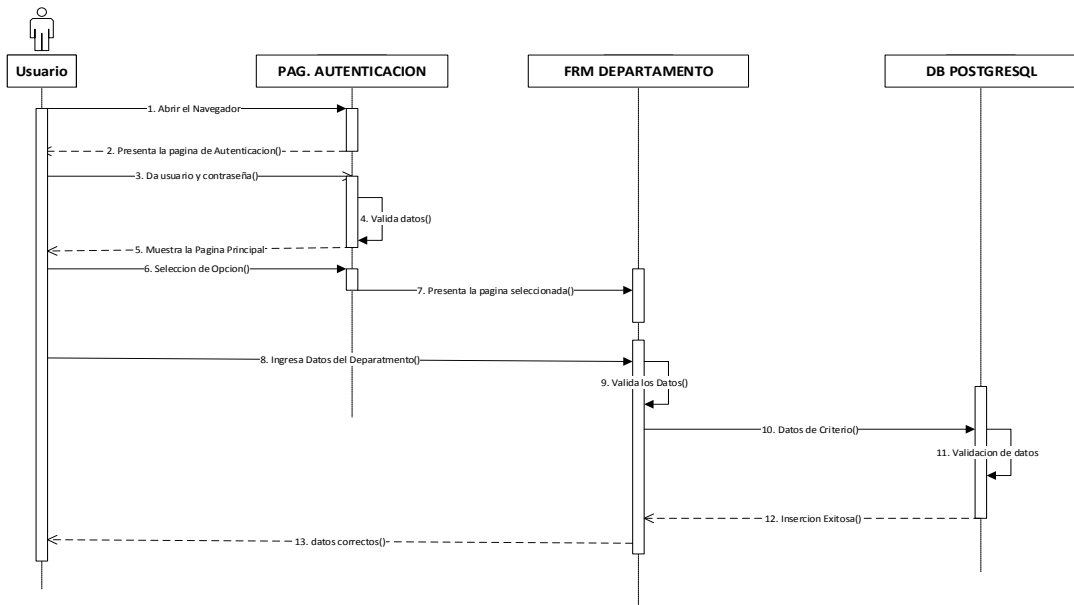 Usuario
PAG. AUTENTICACION
FRM DEPARTAMENTO
DB POSTGRESQL
1. Abrir el Navegador
2. Presenta la pagina de Autenticacion()
3. Da usuario y contraseña()
4. Valida datos()
5. Muestra la Pagina Principal
6. Seleccion de Opcion()
7. Presenta la pagina seleccionada()
8. Ingresa Datos del Deparatmento()
9. Valida los Datos()
10. Datos de Criterio()
11. Validacion de datos
12. Insercion Exitosa()
13. datos correctos()